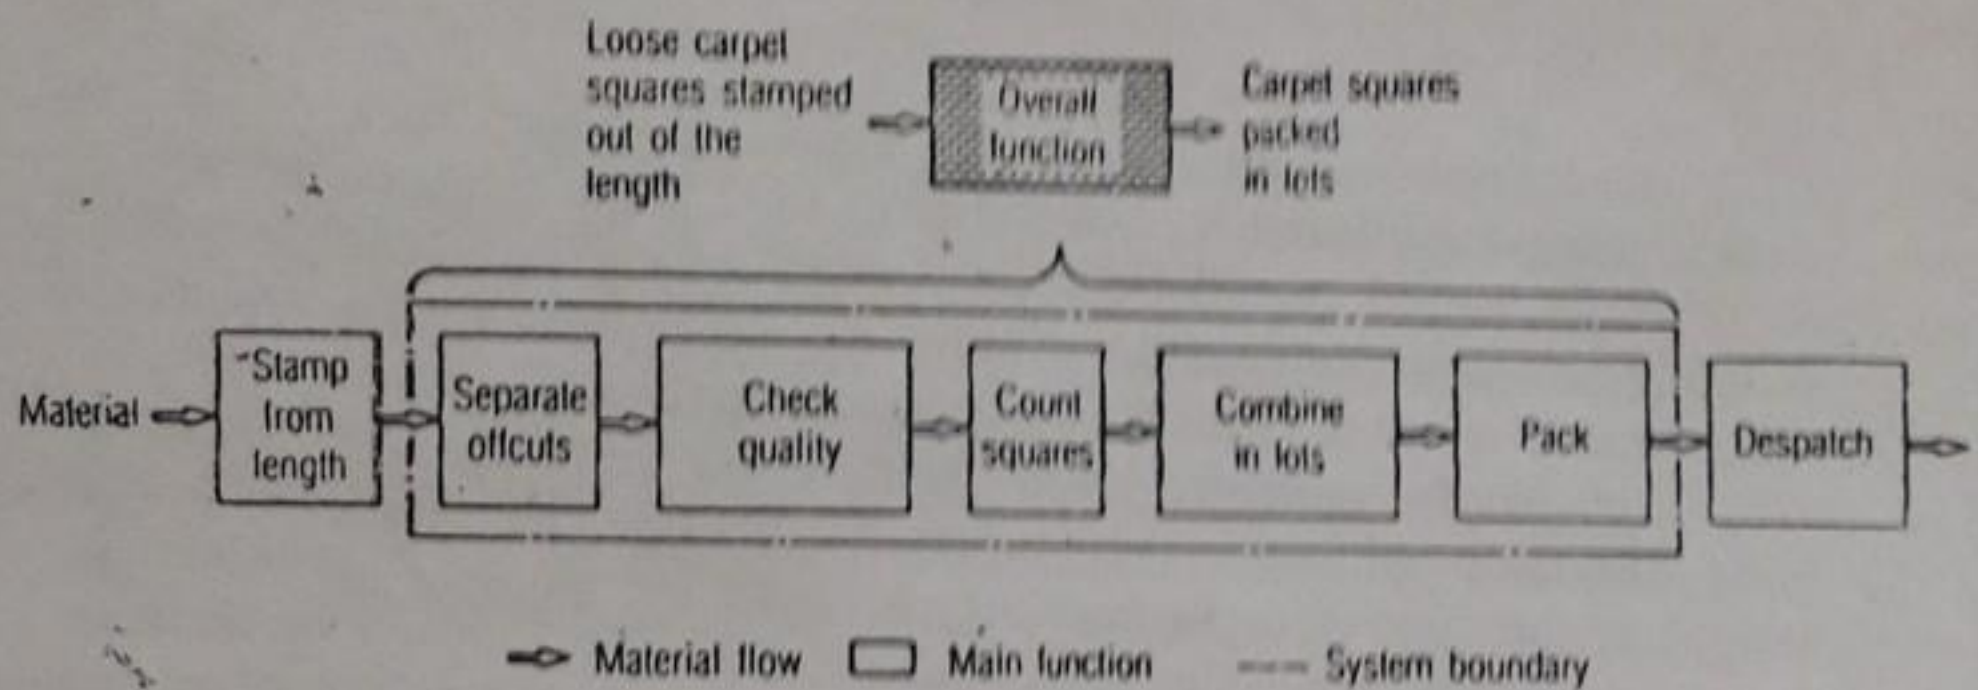 Loose carpet
squares stamped
out of the
length
Overall
function
Carpet squares
packed
in lots
Material
Stamp
from
length
Separate
offcuts
Check
quality
Count
squares
Combine
in lots
Pack
Despatch
Material flow
Main function
System boundary